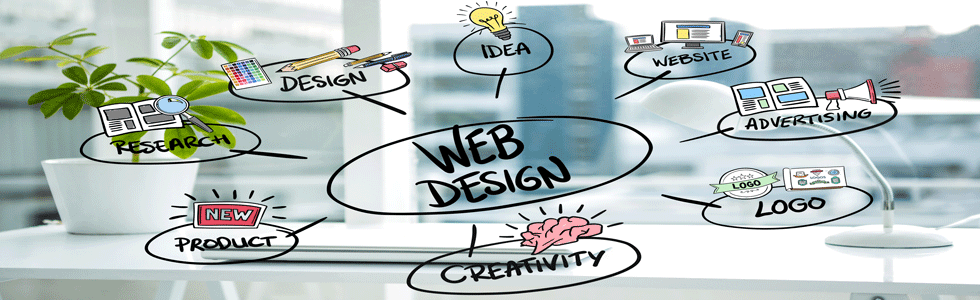 IDEA
DESIGN
WEBSITE
RESEARCH
ADVERTISING
WEB
DESIGN
LOGO
LOGO
NEW
PRODUCT
CREATIVITY